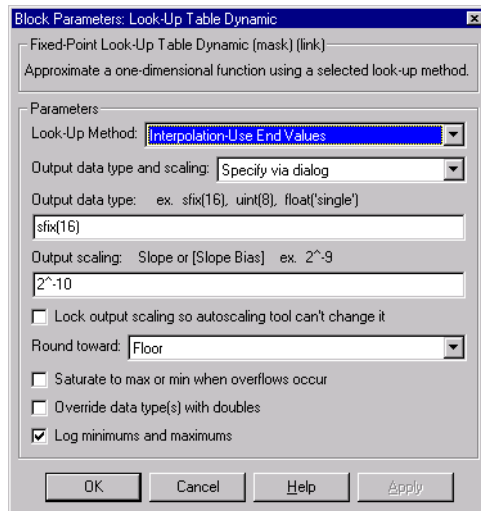 Block Parameters: Look-Up Table Dynamic
Fixed-Point Look-Up Table Dynamic (mask) (link)
Approximate a one-dimensional function using a selected look-up method.
Parameters
Look-Up Method: Interpolation-Use End Values
Output data type and scaling: Specify via dialog
Output data type: ex. sfix(16), uint(8), float('single')
sfix(16)
Output scaling: Slope or [Slope Bias] ex. 2^-9
2^-10
Lock output scaling so autoscaling tool can't change it
Round toward: Floor
Saturate to max or min when overflows occur
Override data type(s) with doubles
Log minimums and maximums
OK Cancel Help Apply